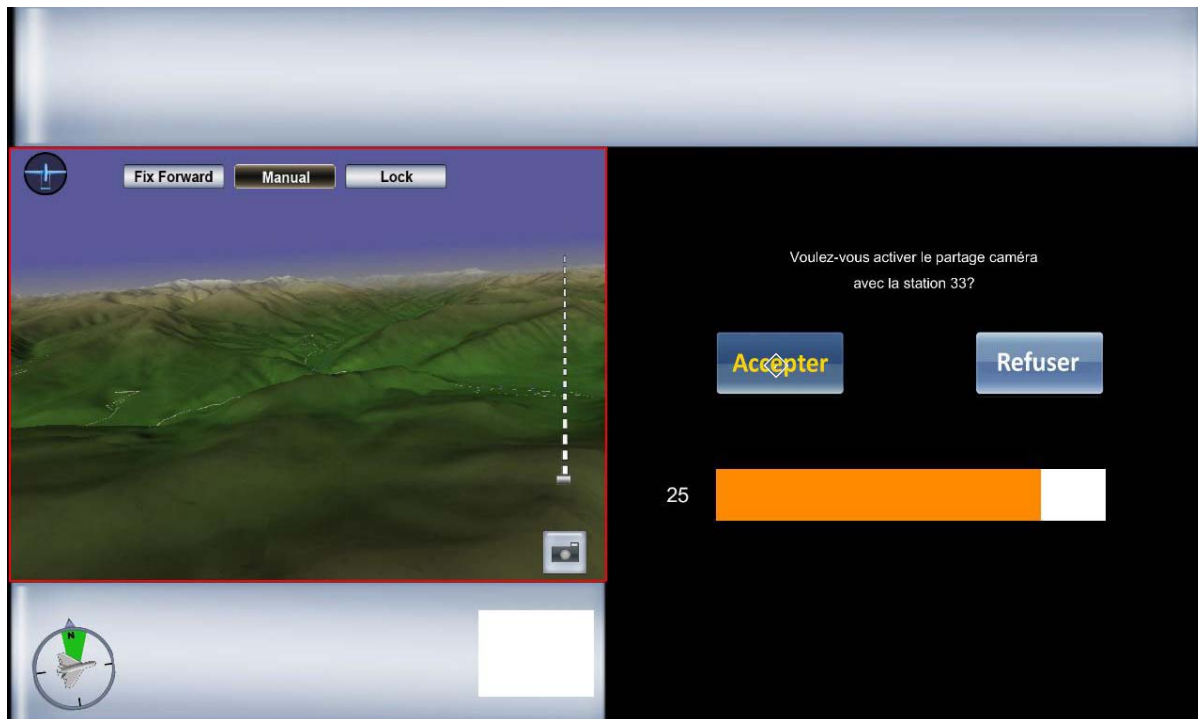 Fix Forward
Manual
Lock
Voulez-vous activer le partage caméra
avec la station 33?
Accepter
Refuser
25
N